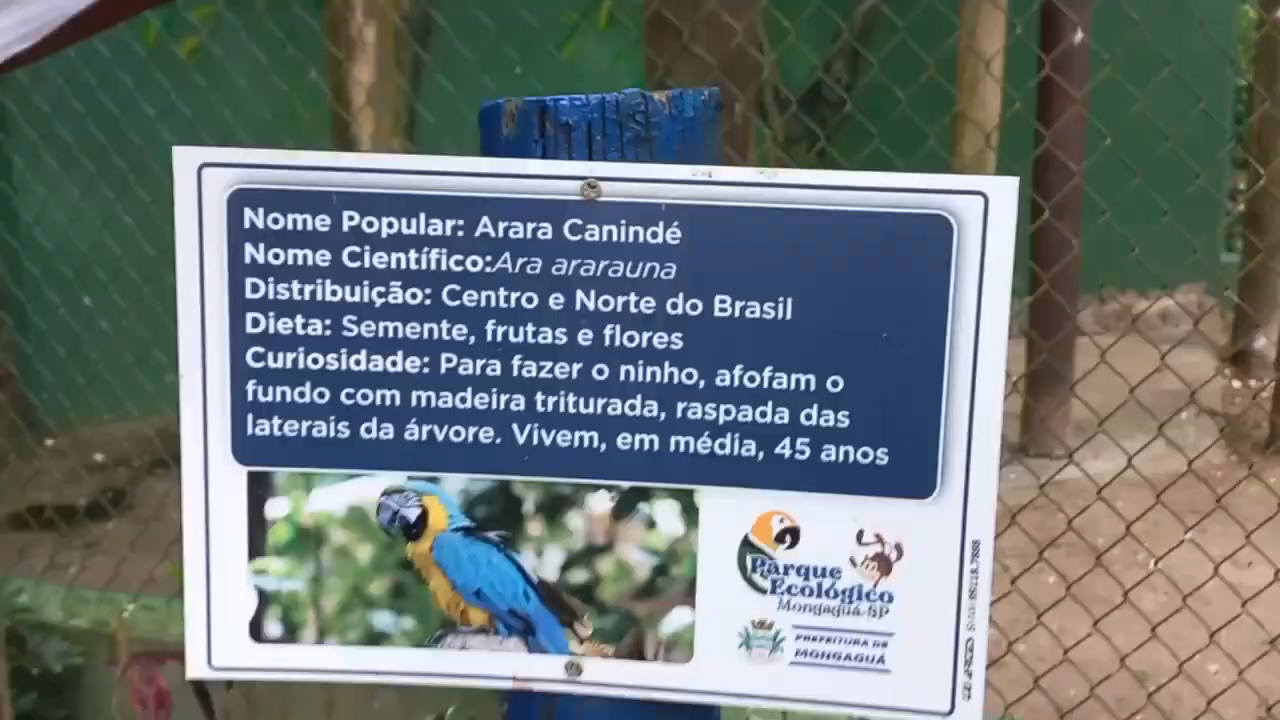 Nome Popular: Arara Canindé
Nome Científico:Ara ararauna
Distribuição: Centro e Norte do Brasil
Dieta: Semente, frutas e flores
Curiosidade: Para fazer o ninho, afofam o
fundo com madeira triturada, raspada das
laterais da árvore. Vivem, em média, 45 anos
Parque
Ecológico
Mongaguá-SP
PREFEITURA DE
MONGAGUÁ